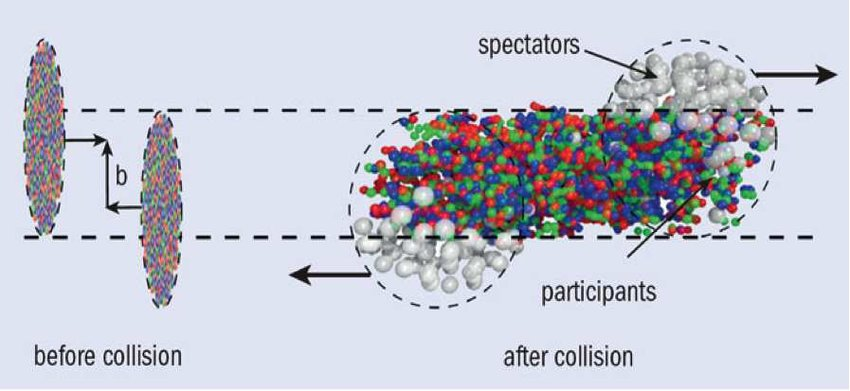 spectators
b
participants
before collision
after collision